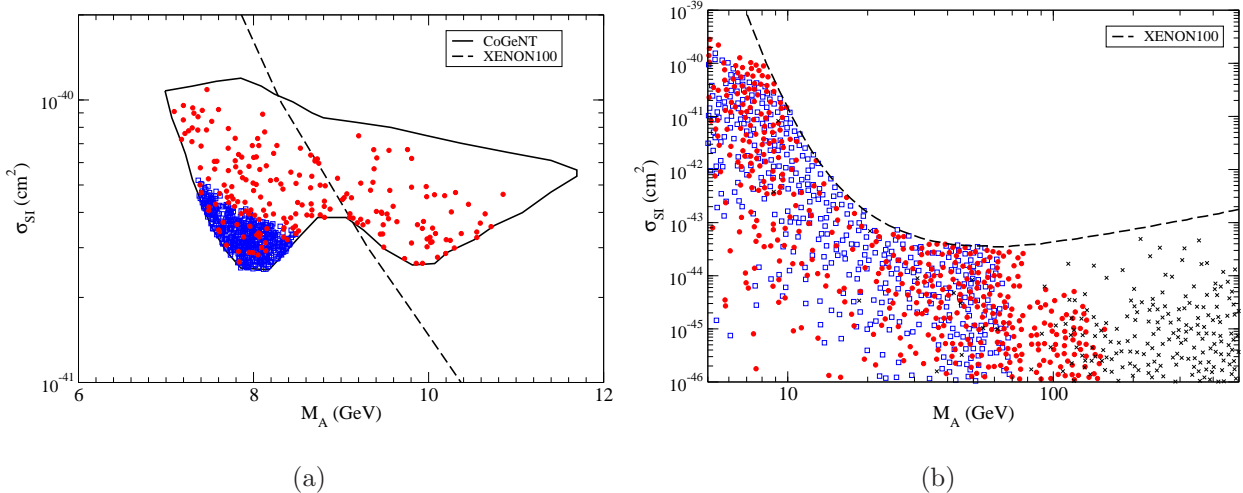 CoGeNT
XENON100
10^-40
σ_SI (cm^2)
10^-41
6 8 10 12
M_A (GeV)
(a)
XENON100
10^-39
10^-40
10^-41
10^-42
σ_SI (cm^2)
10^-43
10^-44
10^-45
10^-46
10 100
M_A (GeV)
(b)